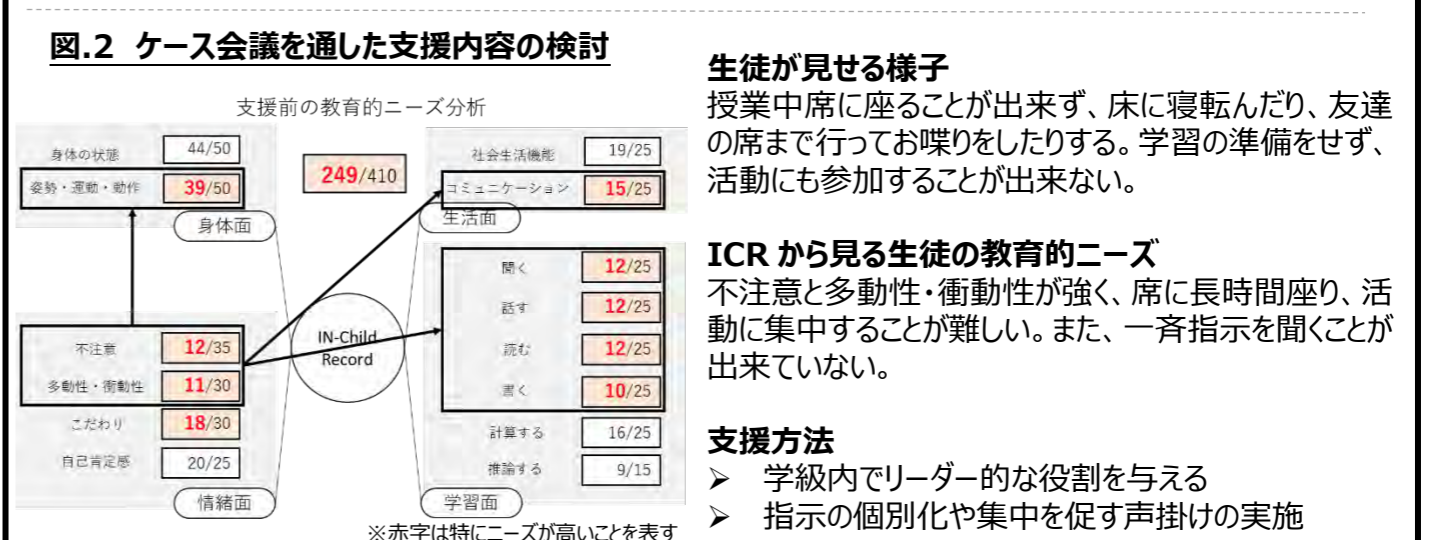 図.2 ケース会議を通した支援内容の検討
支援前の教育的ニーズ分析
身体の状態 44/50
姿勢・運動・動作 39/50
身体面
249/410
社会生活機能 19/25
コミュニケーション 15/25
生活面
不注意 12/35
多動性・衝動性 11/30
こだわり 18/30
自己肯定感 20/25
情緒面
IN-Child
Record
聞く 12/25
話す 12/25
読む 12/25
書く 10/25
計算する 16/25
推論する 9/15
学習面
※赤字は特にニーズが高いことを表す
生徒が見せる様子
授業中席に座ることが出来ず、床に寝転んだり、友達
の席まで行ってお喋りをしたりする。学習の準備をせず、
活動にも参加することが出来ない。
ICR から見る生徒の教育的ニーズ
不注意と多動性・衝動性が強く、席に長時間座り、活
動に集中することが難しい。また、一斉指示を聞くことが
出来ていない。
支援方法
➢ 学級内でリーダー的な役割を与える
➢ 指示の個別化や集中を促す声掛けの実施